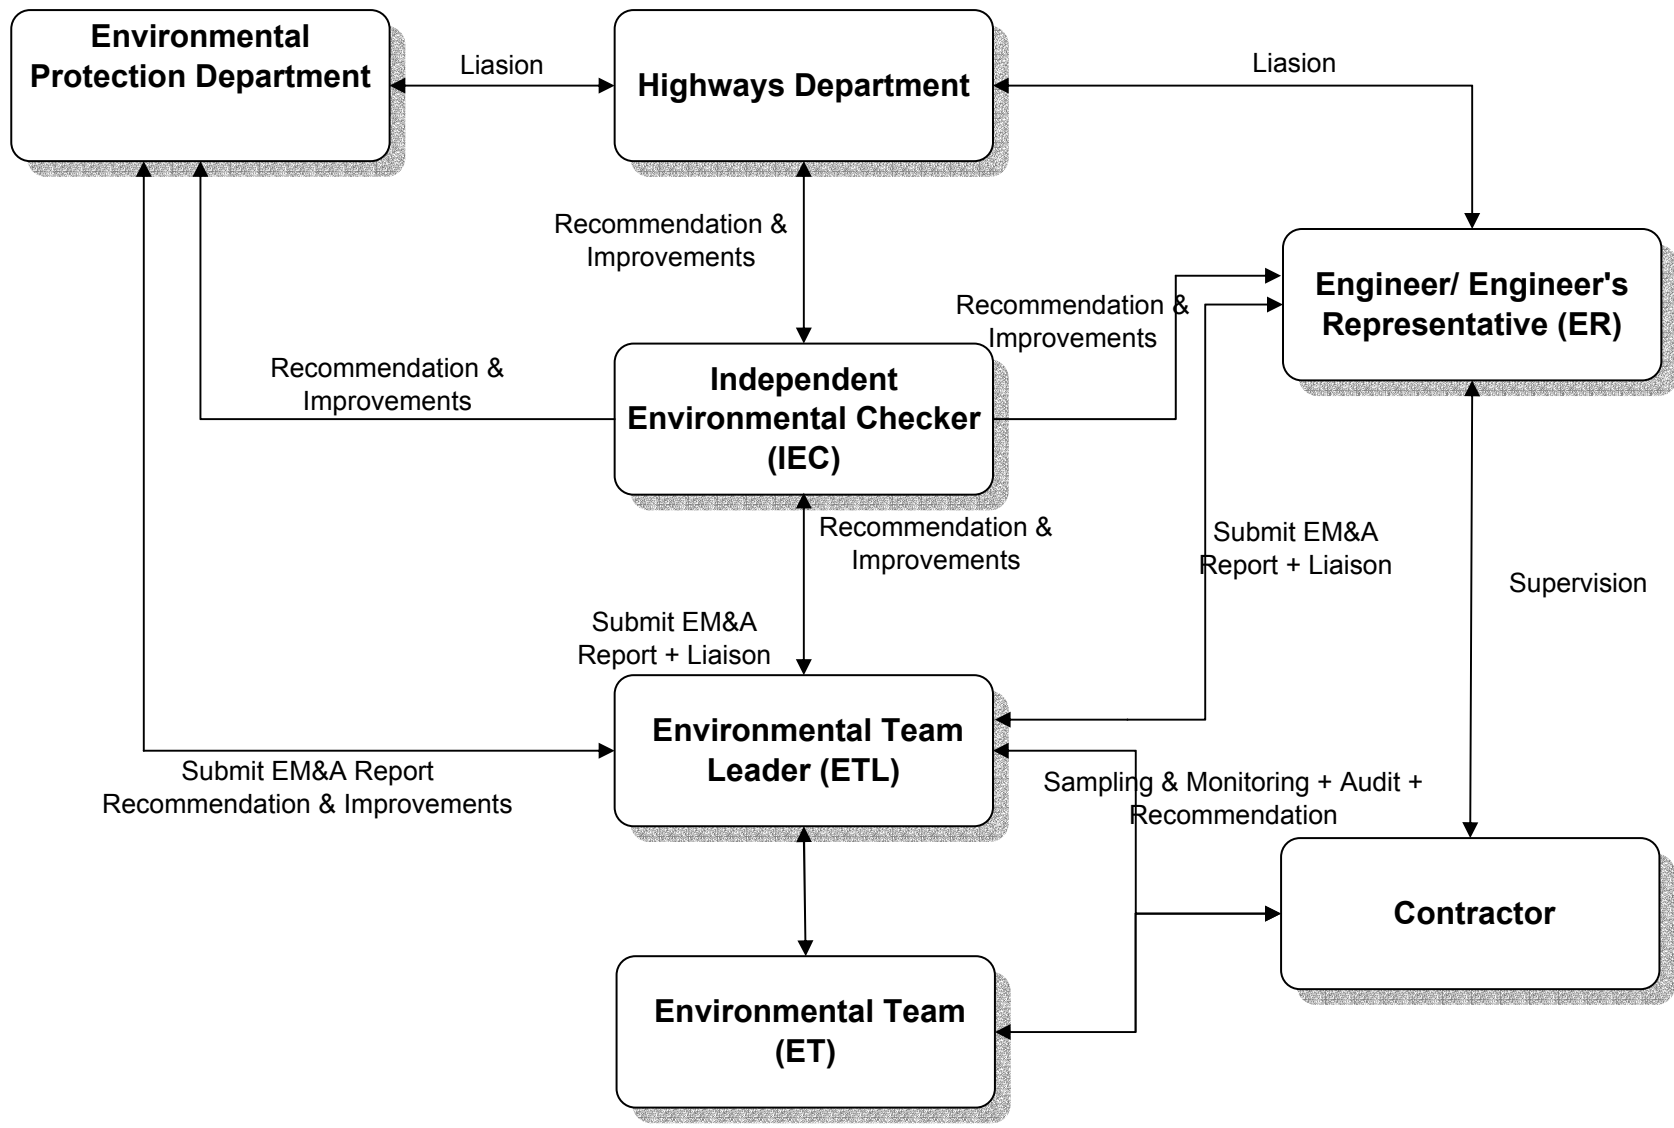 Environmental
Protection Department
Liasion
Highways Department
Liasion
Recommendation &
Improvements
Engineer/ Engineer's
Representative (ER)
Recommendation &
Improvements
Recommendation &
Improvements
Independent
Environmental Checker
(IEC)
Recommendation &
Improvements
Submit EM&A
Report + Liaison
Supervision
Submit EM&A
Report + Liaison
Environmental Team
Leader (ETL)
Submit EM&A Report
Recommendation & Improvements
Sampling & Monitoring + Audit +
Recommendation
Contractor
Environmental Team
(ET)